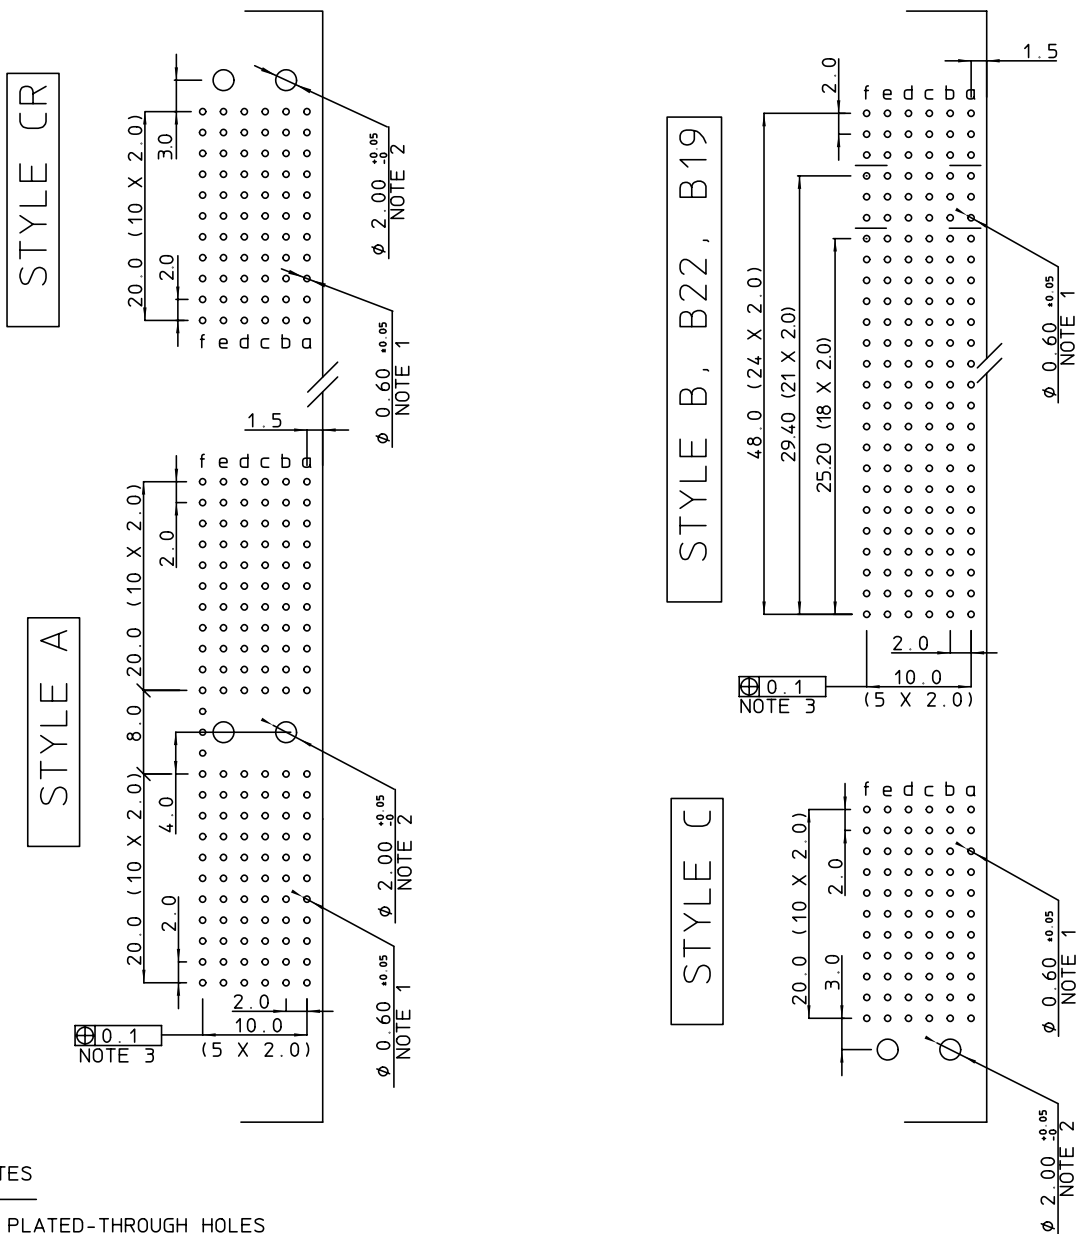 STYLE CR
20.0 (10 X 2.0)
3.0
2.0
f e d c b a
φ 2.00 +0.05 -0
NOTE 2
φ 0.60 ±0.05
NOTE 1
STYLE A
1.5
f e d c b a
20.0 (10 X 2.0)
2.0
8.0
4.0
20.0 (10 X 2.0)
2.0
φ 2.00 +0.05 -0
NOTE 2
φ 0.60 ±0.05
NOTE 1
2.0
10.0
(5 X 2.0)
⌖ 0.1
NOTE 3
STYLE B, B22, B19
1.5
2.0
f e d c b a
48.0 (24 X 2.0)
29.40 (21 X 2.0)
25.20 (18 X 2.0)
φ 0.60 ±0.05
NOTE 1
2.0
10.0
(5 X 2.0)
⌖ 0.1
NOTE 3
STYLE C
f e d c b a
20.0 (10 X 2.0)
2.0
3.0
φ 0.60 ±0.05
NOTE 1
φ 2.00 +0.05 -0
NOTE 2
TES
PLATED-THROUGH HOLES